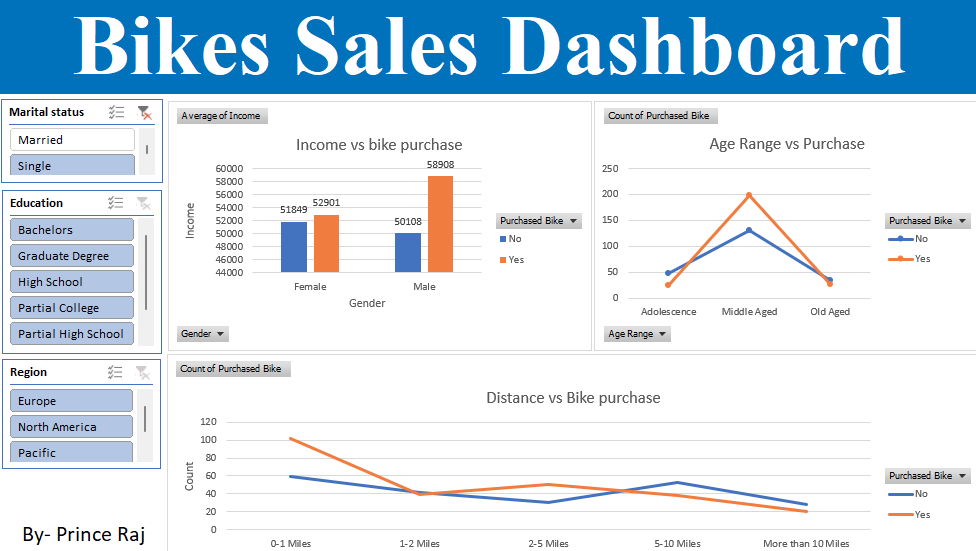 Bikes Sales Dashboard
Marital status
Married
Single
Education
Bachelors
Graduate Degree
High School
Partial College
Partial High School
Region
Europe
North America
Pacific
By- Prince Raj
Average of Income
Income vs bike purchase
Income
60000
58000
56000
54000
52000
50000
48000
46000
44000
51849
52901
50108
58908
Female
Male
Gender
Purchased Bike
No
Yes
Gender
Count of Purchased Bike
Age Range vs Purchase
250
200
150
100
50
0
Adolescence
Middle Aged
Old Aged
Purchased Bike
No
Yes
Age Range
Count of Purchased Bike
Distance vs Bike purchase
Count
120
100
80
60
40
20
0
0-1 Miles
1-2 Miles
2-5 Miles
5-10 Miles
More than 10 Miles
Purchased Bike
No
Yes